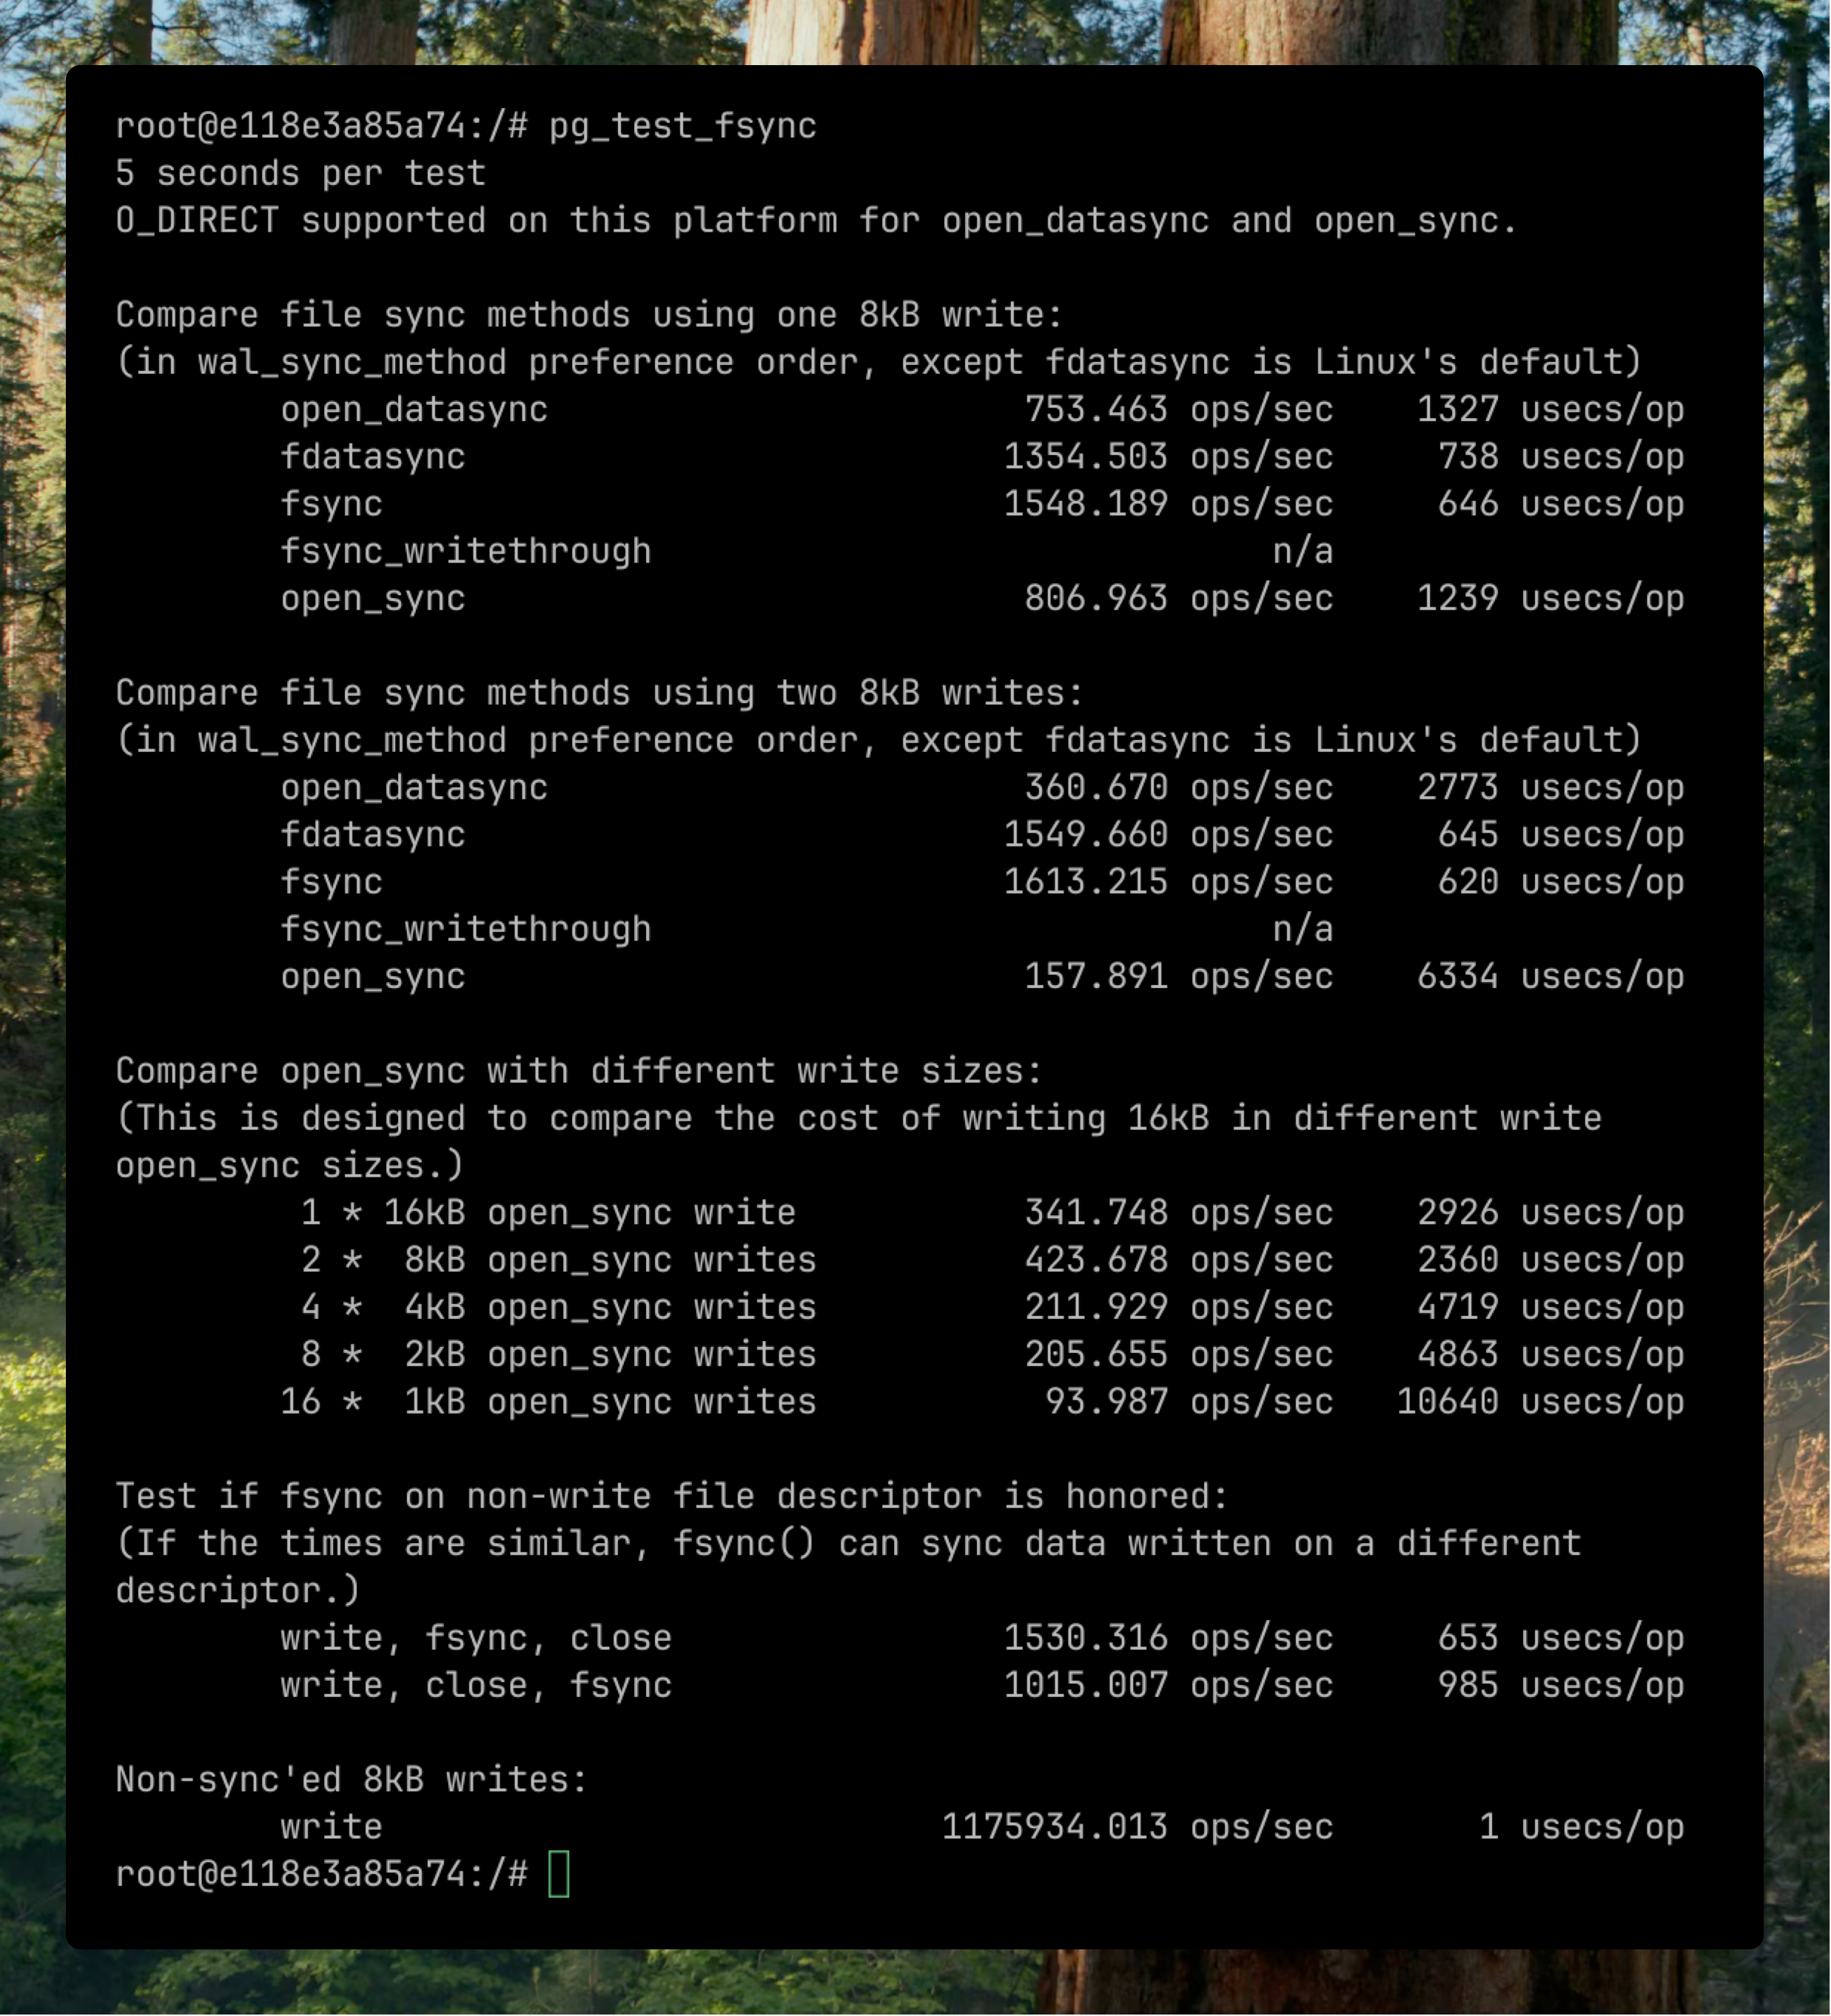 root@e118e3a85a74:/# pg_test_fsync
5 seconds per test
O_DIRECT supported on this platform for open_datasync and open_sync.

Compare file sync methods using one 8kB write:
(in wal_sync_method preference order, except fdatasync is Linux's default)
        open_datasync                       753.463 ops/sec    1327 usecs/op
        fdatasync                          1354.503 ops/sec     738 usecs/op
        fsync                              1548.189 ops/sec     646 usecs/op
        fsync_writethrough                              n/a
        open_sync                           806.963 ops/sec    1239 usecs/op

Compare file sync methods using two 8kB writes:
(in wal_sync_method preference order, except fdatasync is Linux's default)
        open_datasync                       360.670 ops/sec    2773 usecs/op
        fdatasync                          1549.660 ops/sec     645 usecs/op
        fsync                              1613.215 ops/sec     620 usecs/op
        fsync_writethrough                              n/a
        open_sync                           157.891 ops/sec    6334 usecs/op

Compare open_sync with different write sizes:
(This is designed to compare the cost of writing 16kB in different write
open_sync sizes.)
         1 * 16kB open_sync write           341.748 ops/sec    2926 usecs/op
         2 *  8kB open_sync writes          423.678 ops/sec    2360 usecs/op
         4 *  4kB open_sync writes          211.929 ops/sec    4719 usecs/op
         8 *  2kB open_sync writes          205.655 ops/sec    4863 usecs/op
        16 *  1kB open_sync writes           93.987 ops/sec   10640 usecs/op

Test if fsync on non-write file descriptor is honored:
(If the times are similar, fsync() can sync data written on a different
descriptor.)
        write, fsync, close                1530.316 ops/sec     653 usecs/op
        write, close, fsync                1015.007 ops/sec     985 usecs/op

Non-sync'ed 8kB writes:
        write                           1175934.013 ops/sec       1 usecs/op
root@e118e3a85a74:/#